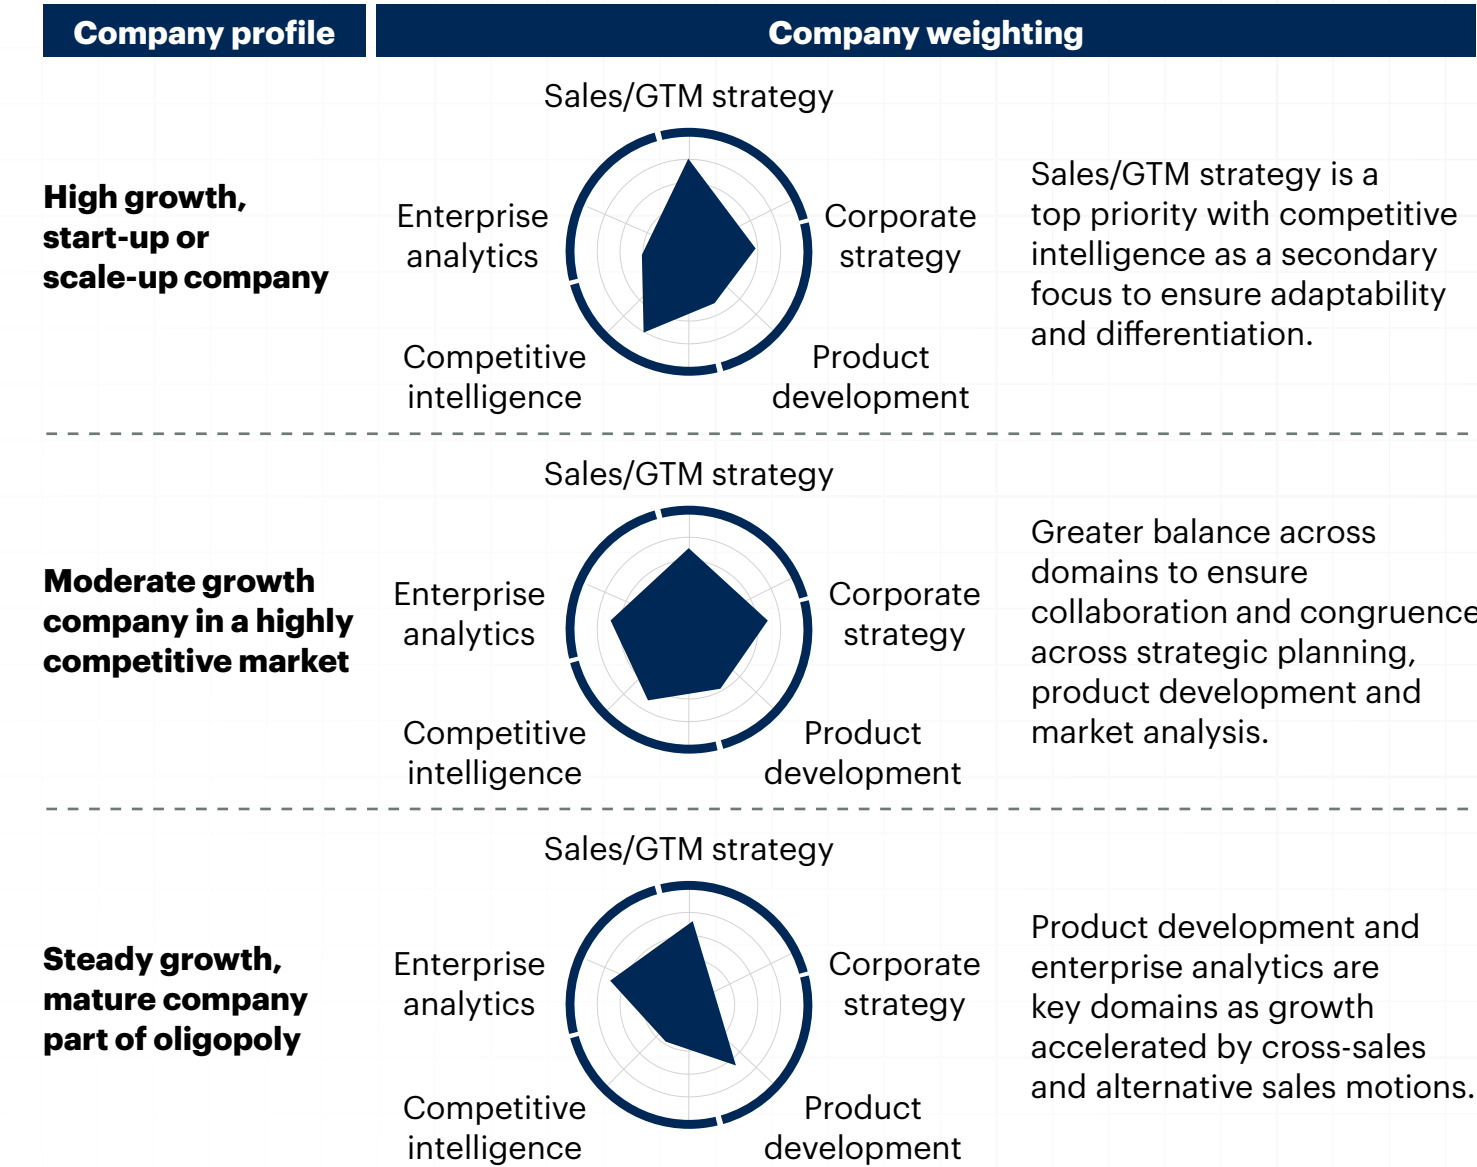 Company profile
Company weighting
High growth,
start-up or
scale-up company
Sales/GTM strategy
Enterprise
analytics
Corporate
strategy
Competitive
intelligence
Product
development
Sales/GTM strategy is a
top priority with competitive
intelligence as a secondary
focus to ensure adaptability
and differentiation.
Moderate growth
company in a highly
competitive market
Sales/GTM strategy
Enterprise
analytics
Corporate
strategy
Competitive
intelligence
Product
development
Greater balance across
domains to ensure
collaboration and congruence
across strategic planning,
product development and
market analysis.
Steady growth,
mature company
part of oligopoly
Sales/GTM strategy
Enterprise
analytics
Corporate
strategy
Competitive
intelligence
Product
development
Product development and
enterprise analytics are
key domains as growth
accelerated by cross-sales
and alternative sales motions.